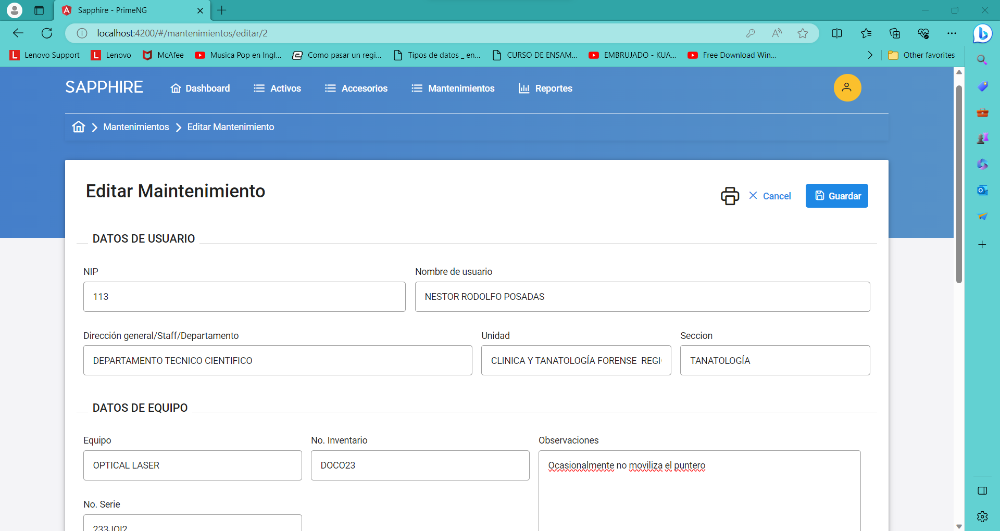 Sapphire - PrimeNG
localhost:4200/#/mantenimientos/editar/2
Lenovo Support
Lenovo
McAfee
Musica Pop en Ingl...
Como pasar un regi...
Tipos de datos _ en...
CURSO DE ENSAM...
EMBRUJADO - KUA...
Free Download Win...
Other favorites
SAPPHIRE
Dashboard
Activos
Accesorios
Mantenimientos
Reportes
Mantenimientos
Editar Mantenimiento
Editar Maintenimiento
Cancel
Guardar
DATOS DE USUARIO
NIP
Nombre de usuario
113
NESTOR RODOLFO POSADAS
Dirección general/Staff/Departamento
Unidad
Seccion
DEPARTAMENTO TECNICO CIENTIFICO
CLINICA Y TANATOLOGÍA FORENSE REGI
TANATOLOGÍA
DATOS DE EQUIPO
Equipo
No. Inventario
Observaciones
OPTICAL LASER
DOCO23
Ocasionalmente no moviliza el puntero
No. Serie